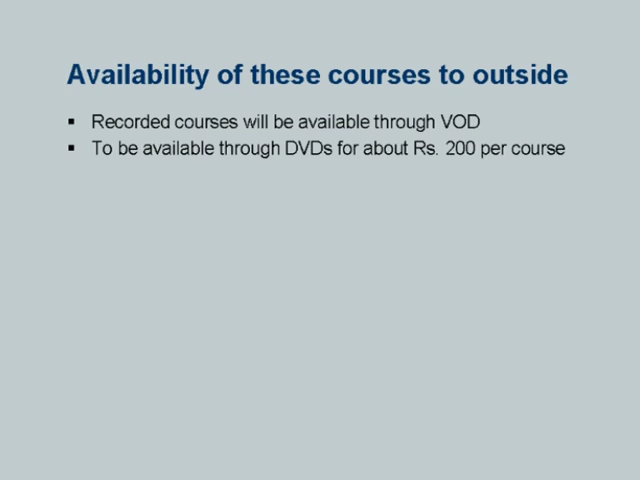 Availability of these courses to outside
▪ Recorded courses will be available through VOD
▪ To be available through DVDs for about Rs. 200 per course